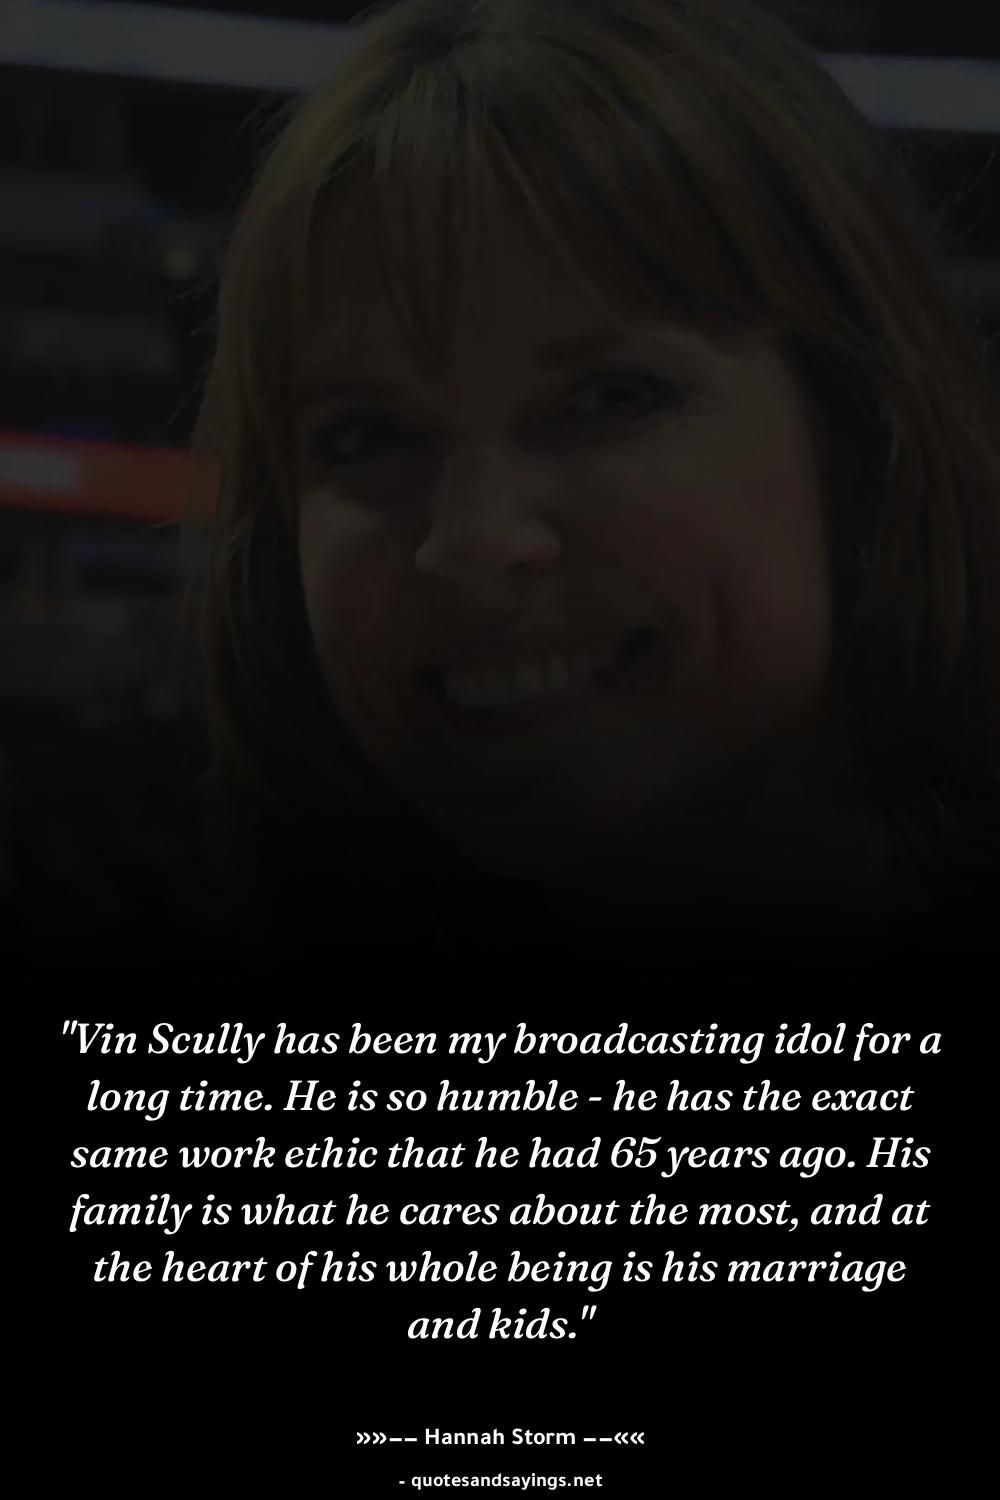 "Vin Scully has been my broadcasting idol for a
long time. He is so humble - he has the exact
same work ethic that he had 65 years ago. His
family is what he cares about the most, and at
the heart of his whole being is his marriage
and kids."
»»−− Hannah Storm −−««
- quotesandsayings.net